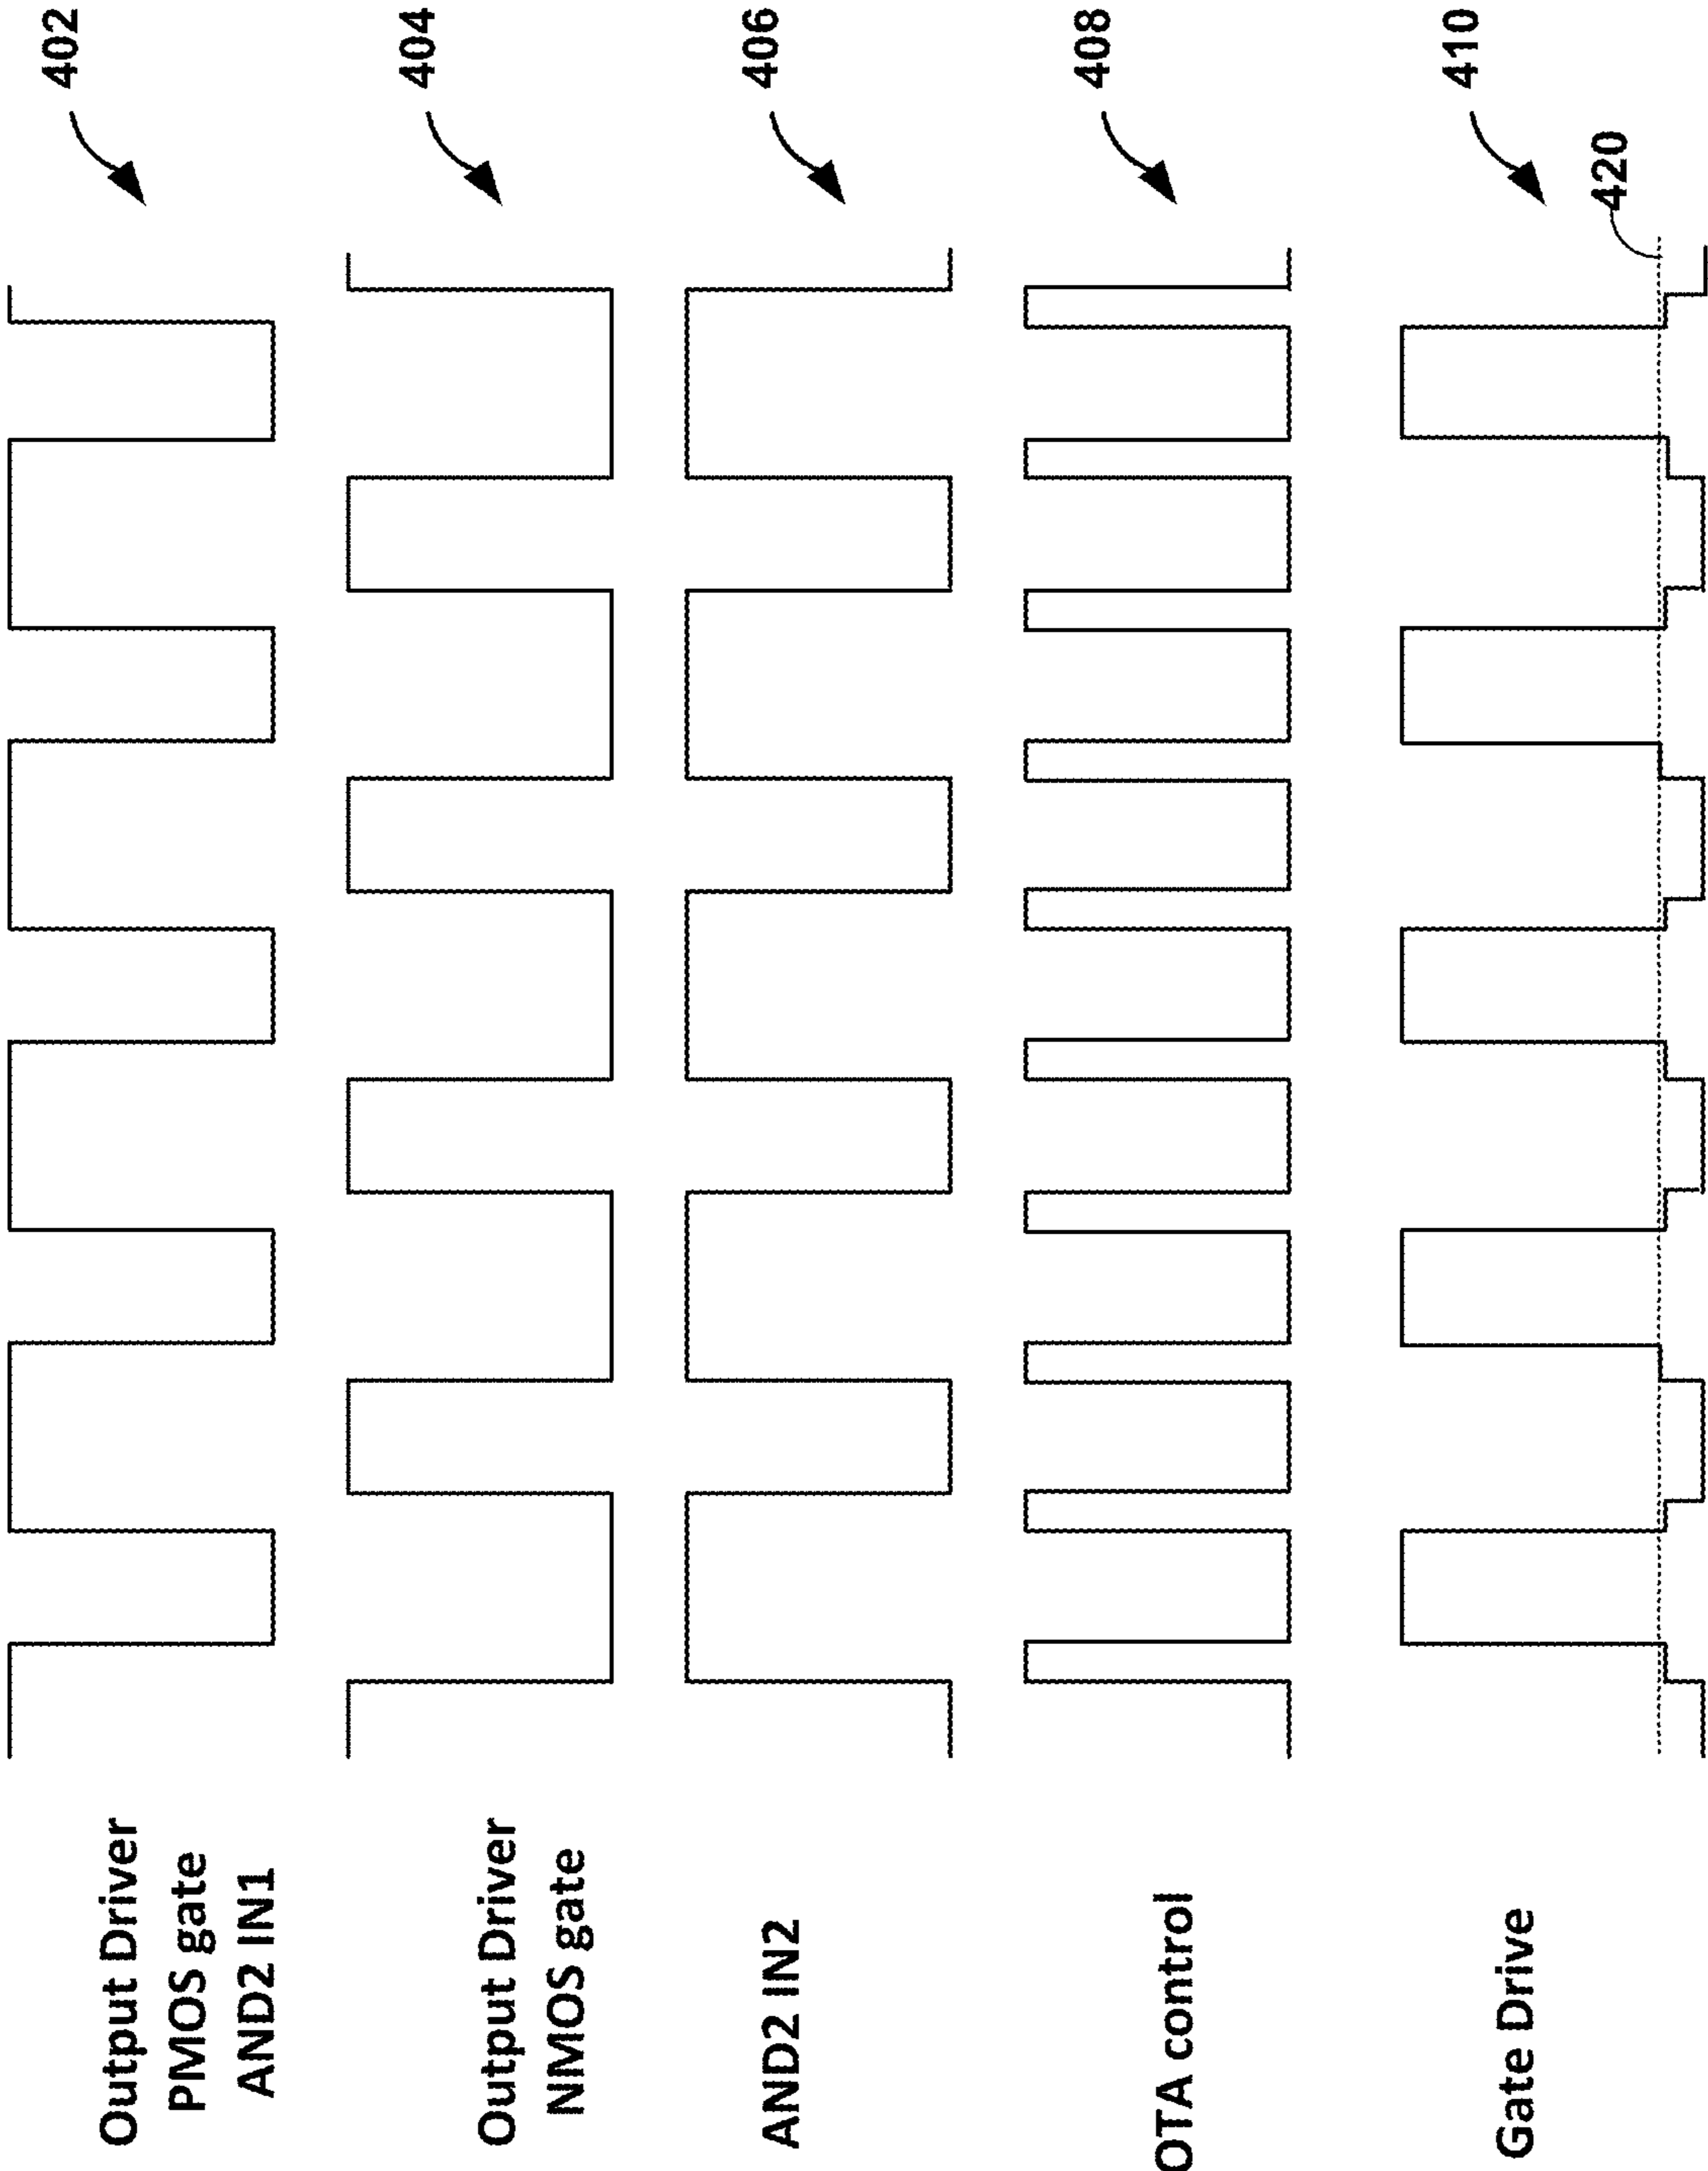 Output Driver
PMOS gate
AND2 IN1
402
Output Driver
NMOS gate
404
AND2 IN2
406
OTA control
408
Gate Drive
410
420